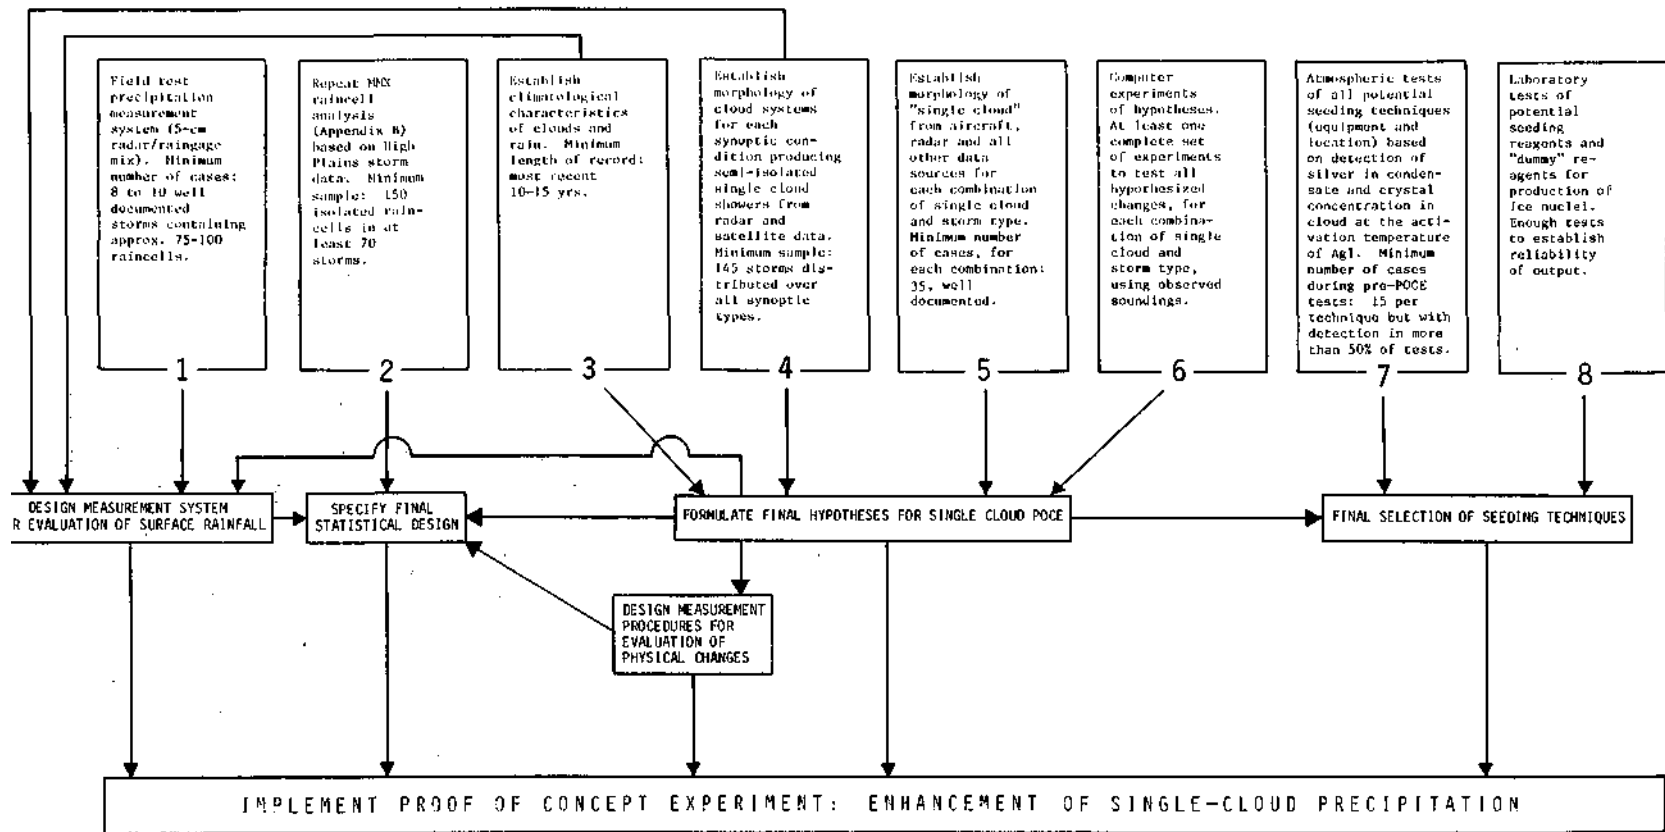 Field test
precipitation
measurement
system (5-cm
radar/raingage
mix). Minimum
number of cases:
8 to 10 well
documented
storms containing
approx. 75-100
raincells.
1
Repeat MMX
raincell
analysis
(Appendix B)
based on High
Plains storm
data. Minimum
sample: 150
isolated rain-
cells in at
least 70
storms.
2
Establish
climatological
characteristics
of clouds and
rain. Minimum
length of record:
most recent
10-15 yrs.
3
Establish
morphology of
cloud systems
for each
synoptic con-
dition producing
semi-isolated
single cloud
showers from
radar and
satellite data.
Minimum sample:
145 storms dis-
tributed over
all synoptic
types.
4
Establish
morphology of
"single cloud"
from aircraft,
radar and all
other data
sources for
each combination
of single cloud
and storm type.
Minimum number
of cases, for
each combination:
35, well
documented.
5
Computer
experiments
of hypotheses.
At least one
complete set
of experiments
to test all
hypothesized
changes, for
each combina-
tion of single
cloud and
storm type,
using observed
soundings.
6
Atmospheric tests
of all potential
seeding techniques
(equipment and
location) based
on detection of
silver in conden-
sate and crystal
concentration in
cloud at the acti-
vation temperature
of AgI. Minimum
number of cases
during pre-POCE
tests: 15 per
technique but with
detection in more
than 50% of tests.
7
Laboratory
tests of
potential
seeding
reagents and
"dummy" re-
agents for
production of
Ice nuclei.
Enough tests
to establish
reliability
of output.
8
DESIGN MEASUREMENT SYSTEM
R EVALUATION OF SURFACE RAINFALL
SPECIFY FINAL
STATISTICAL DESIGN
FORMULATE FINAL HYPOTHESES FOR SINGLE CLOUD POCE
FINAL SELECTION OF SEEDING TECHNIQUES
DESIGN MEASUREMENT
PROCEDURES FOR
EVALUATION OF
PHYSICAL CHANGES
IMPLEMENT PROOF OF CONCEPT EXPERIMENT: ENHANCEMENT OF SINGLE-CLOUD PRECIPITATION